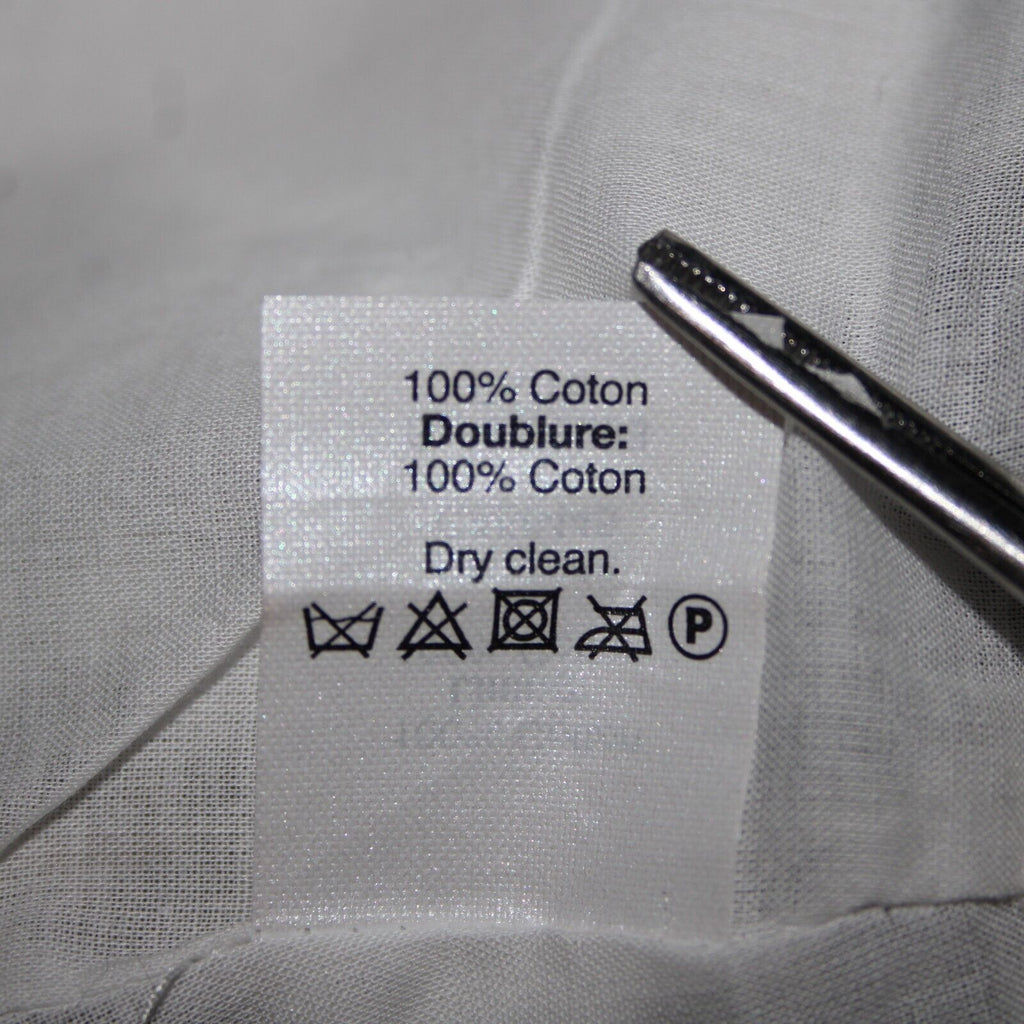 100% Coton
Doublure:
100% Coton
Dry clean.
P